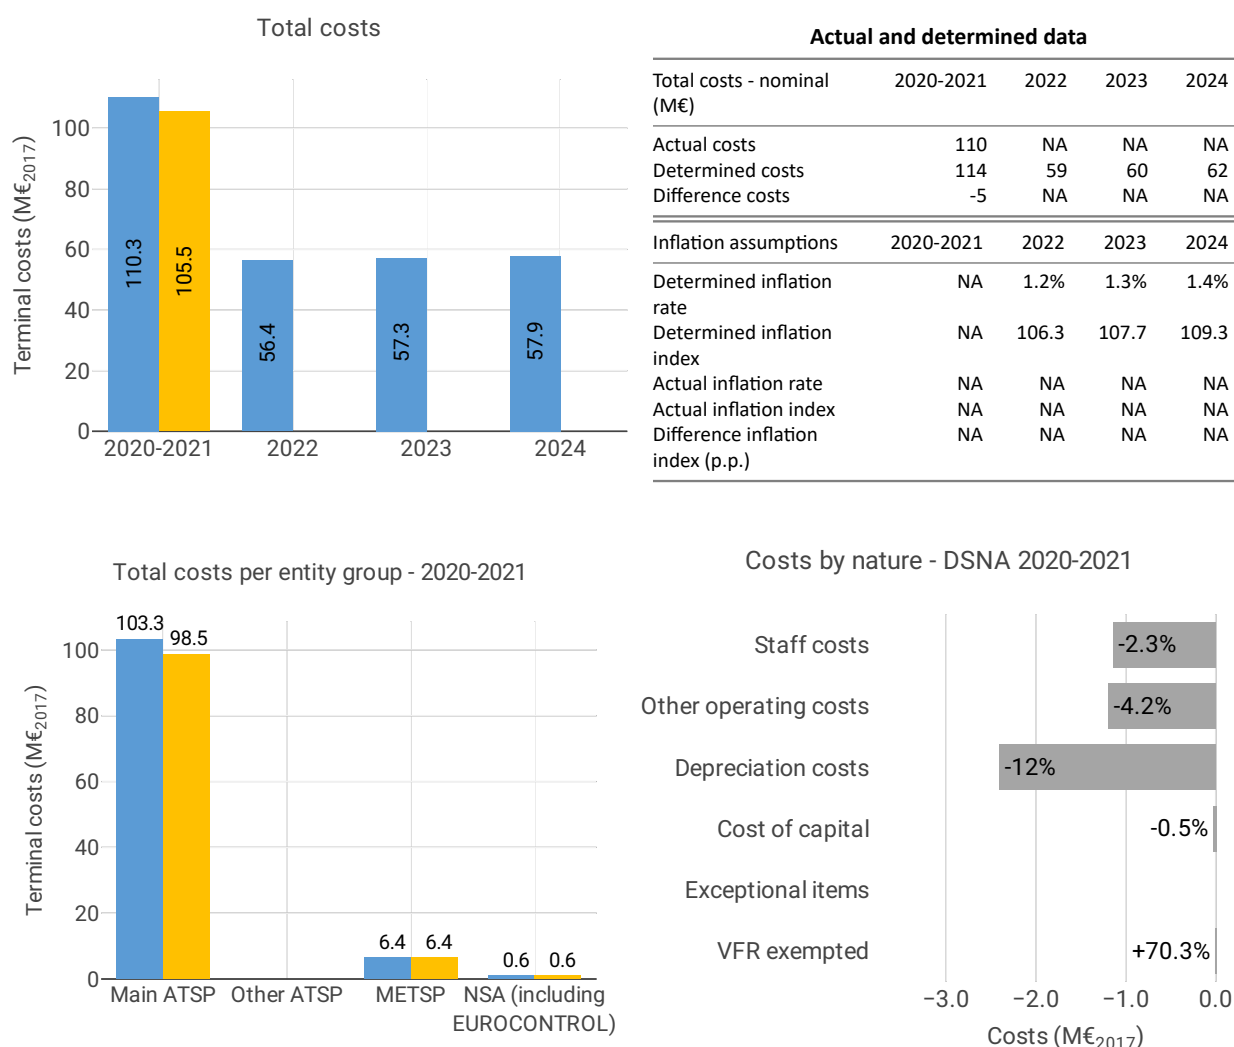 Total costs
Terminal costs (M€2017)
100
80
60
40
20
0
110.3
105.5
56.4
57.3
57.9
2020-2021
2022
2023
2024
Actual and determined data
Total costs - nominal 2020-2021 2022 2023 2024
(M€)
Actual costs 110 NA NA NA
Determined costs 114 59 60 62
Difference costs -5 NA NA NA
Inflation assumptions 2020-2021 2022 2023 2024
Determined inflation NA 1.2% 1.3% 1.4%
rate
Determined inflation NA 106.3 107.7 109.3
index
Actual inflation rate NA NA NA NA
Actual inflation index NA NA NA NA
Difference inflation NA NA NA NA
index (p.p.)
Total costs per entity group - 2020-2021
Terminal costs (M€2017)
100
80
60
40
20
0
103.3
98.5
6.4
6.4
0.6
0.6
Main ATSP
Other ATSP
METSP
NSA (including
EUROCONTROL)
Costs by nature - DSNA 2020-2021
Staff costs -2.3%
Other operating costs -4.2%
Depreciation costs -12%
Cost of capital -0.5%
Exceptional items
VFR exempted +70.3%
−3.0 −2.0 −1.0 0.0
Costs (M€2017)